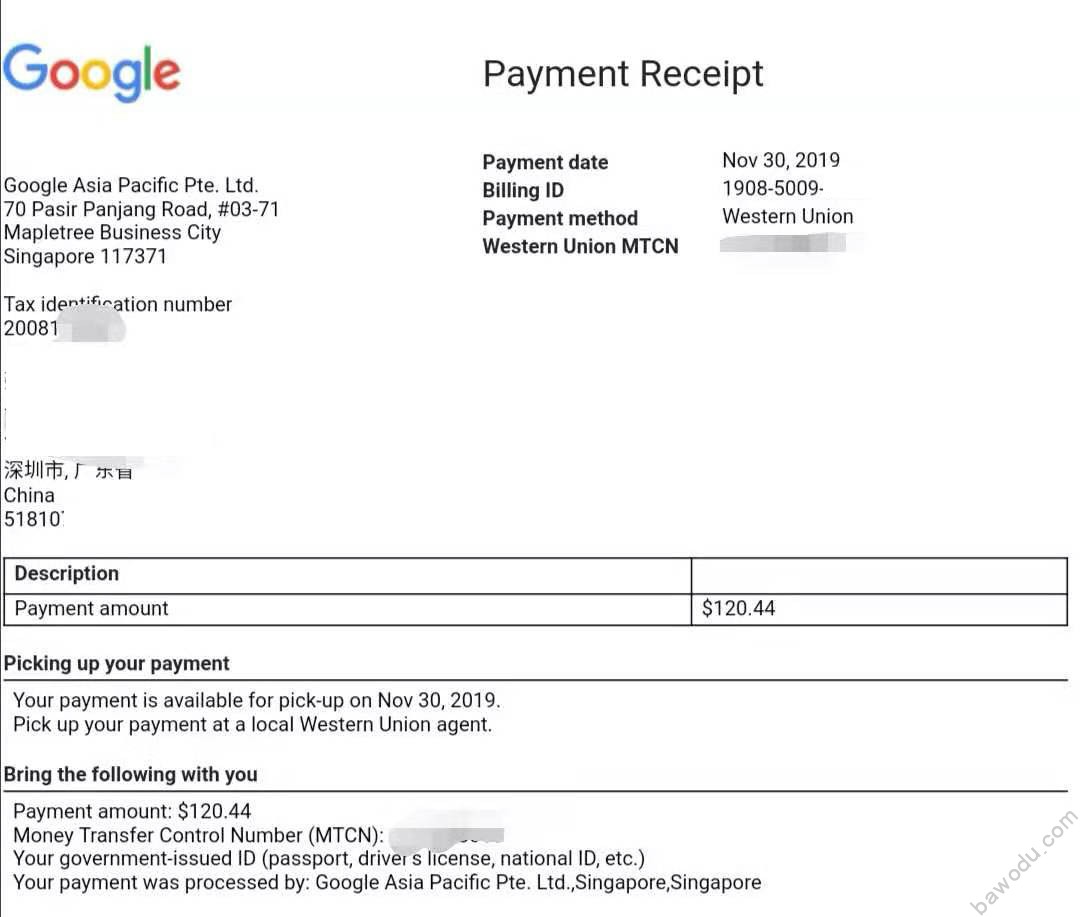 Google
Payment Receipt
Google Asia Pacific Pte. Ltd.
70 Pasir Panjang Road, #03-71
Mapletree Business City
Singapore 117371
Payment date Nov 30, 2019
Billing ID 1908-5009-
Payment method Western Union
Western Union MTCN
Tax identification number
20081
深圳市, 广东省
China
51810
Description
Payment amount $120.44
Picking up your payment
Your payment is available for pick-up on Nov 30, 2019.
Pick up your payment at a local Western Union agent.
Bring the following with you
Payment amount: $120.44
Money Transfer Control Number (MTCN):
Your government-issued ID (passport, driver's license, national ID, etc.)
Your payment was processed by: Google Asia Pacific Pte. Ltd.,Singapore,Singapore
bawodu.com